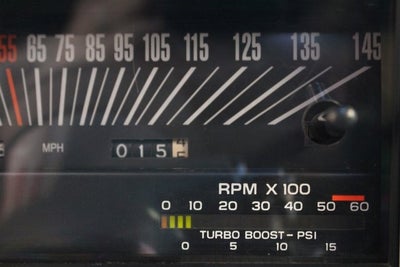 55 65 75 85 95 105 115 125 135 145
MPH 015
RPM X 100
0 10 20 30 40 50 60
TURBO BOOST - PSI
0 5 10 15